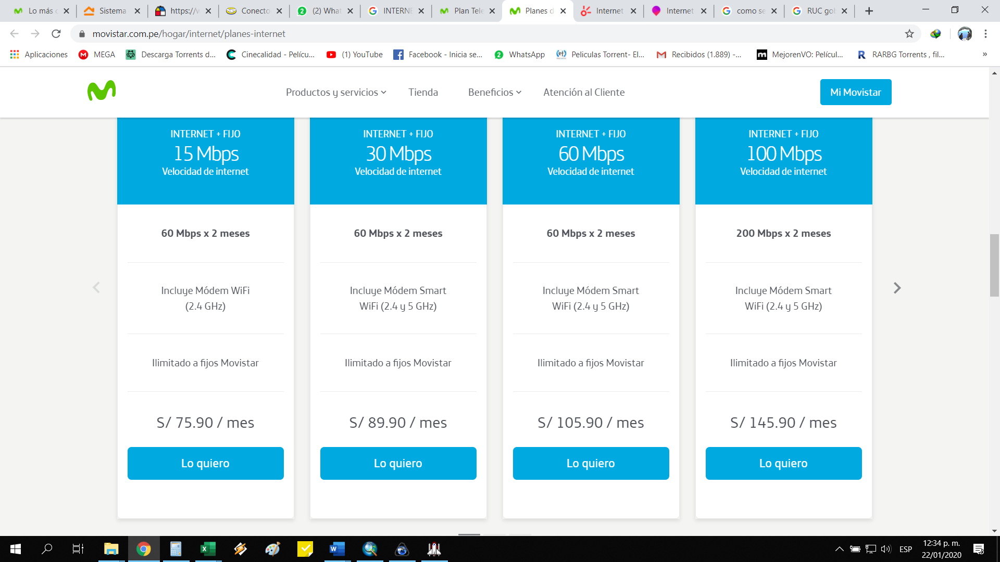 Lo más
Sistema
https://w
Conecto
(2) What
INTERNE
Plan Tele
Planes d
Internet
Internet
como se
RUC gob
movistar.com.pe/hogar/internet/planes-internet
Aplicaciones
MEGA
Descarga Torrents d...
Cinecalidad - Pelícu...
(1) YouTube
Facebook - Inicia se...
WhatsApp
Peliculas Torrent- El...
Recibidos (1.889) -...
MejorenVO: Películ...
RARBG Torrents , fil...
»
Productos y servicios
Tienda
Beneficios
Atención al Cliente
Mi Movistar
INTERNET + FIJO
15 Mbps
Velocidad de internet
60 Mbps x 2 meses
Incluye Módem WiFi
(2.4 GHz)
Ilimitado a fijos Movistar
S/ 75.90 / mes
Lo quiero
INTERNET + FIJO
30 Mbps
Velocidad de internet
60 Mbps x 2 meses
Incluye Módem Smart
WiFi (2.4 y 5 GHz)
Ilimitado a fijos Movistar
S/ 89.90 / mes
Lo quiero
INTERNET + FIJO
60 Mbps
Velocidad de internet
60 Mbps x 2 meses
Incluye Módem Smart
WiFi (2.4 y 5 GHz)
Ilimitado a fijos Movistar
S/ 105.90 / mes
Lo quiero
INTERNET + FIJO
100 Mbps
Velocidad de internet
200 Mbps x 2 meses
Incluye Módem Smart
WiFi (2.4 y 5 GHz)
Ilimitado a fijos Movistar
S/ 145.90 / mes
Lo quiero
ESP
12:34 p. m.
22/01/2020